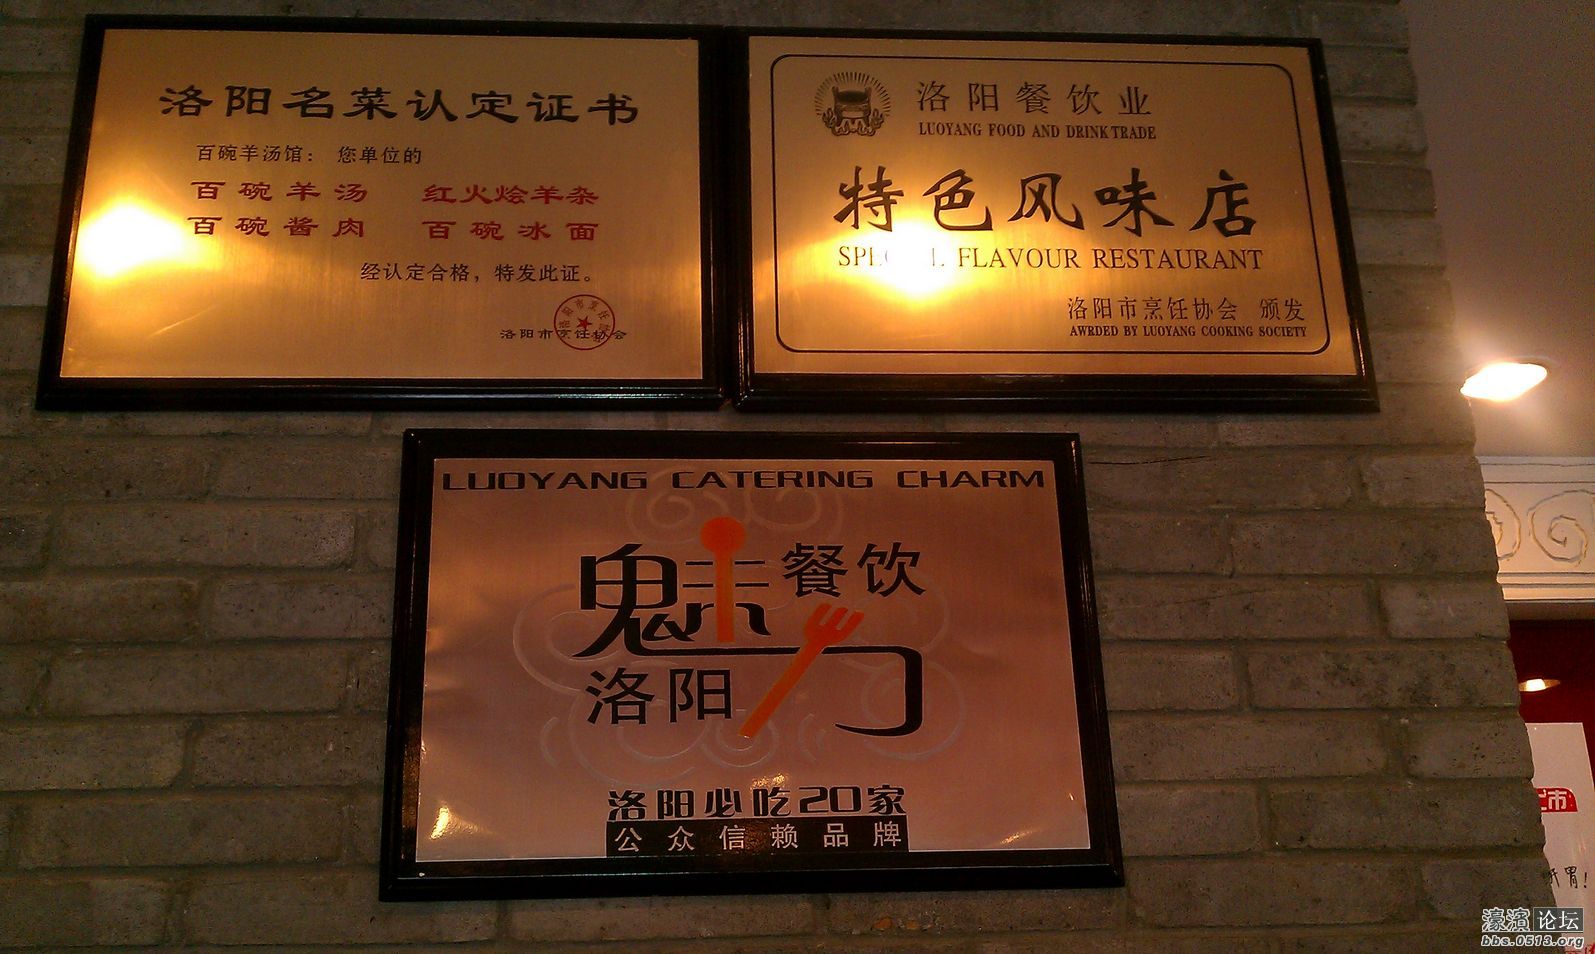 洛阳名菜认定证书
百碗羊汤馆： 您单位的
百碗羊汤 红火烩羊杂
百碗酱肉 百碗冰面
经认定合格，特发此证。
洛阳市烹饪协会
洛阳餐饮业
LUOYANG FOOD AND DRINK TRADE
特色风味店
FLAVOUR RESTAURANT
洛阳市烹饪协会 颁发
AWRDED BY LUOYANG COOKING SOCIETY
LUOYANG CATERING CHARM
魅力
餐饮
洛阳
洛阳必吃20家
公众信赖品牌
市
胃!
濠滨论坛
bbs.0513.org